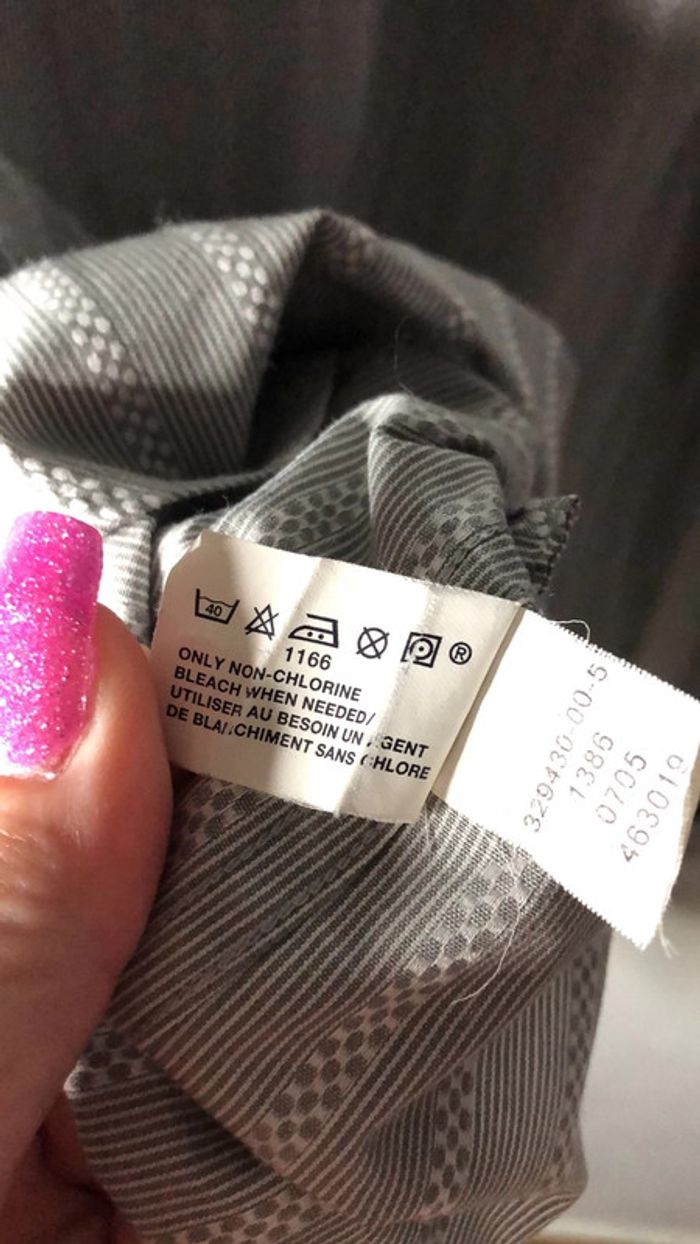 40
®
1166
ONLY NON-CHLORINE
BLEACH WHEN NEEDED/
UTILISER AU BESOIN UN AGENT
DE BLANCHIMENT SANS CHLORE
329430-00-5
1386
0705
463019